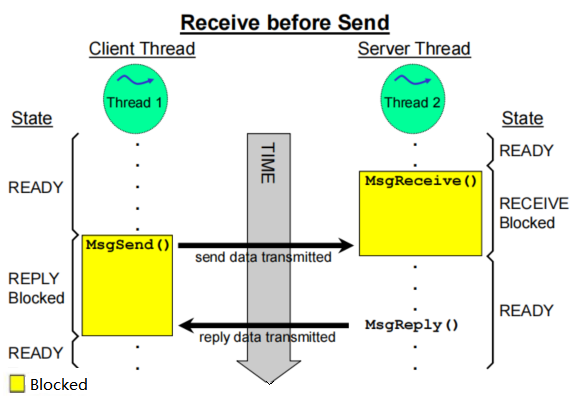 Receive before Send
Client Thread
Server Thread
Thread 1
Thread 2
State
State
READY
READY
TIME
MsgReceive()
RECEIVE
Blocked
MsgSend()
send data transmitted
REPLY
Blocked
READY
MsgReply()
reply data transmitted
READY
Blocked